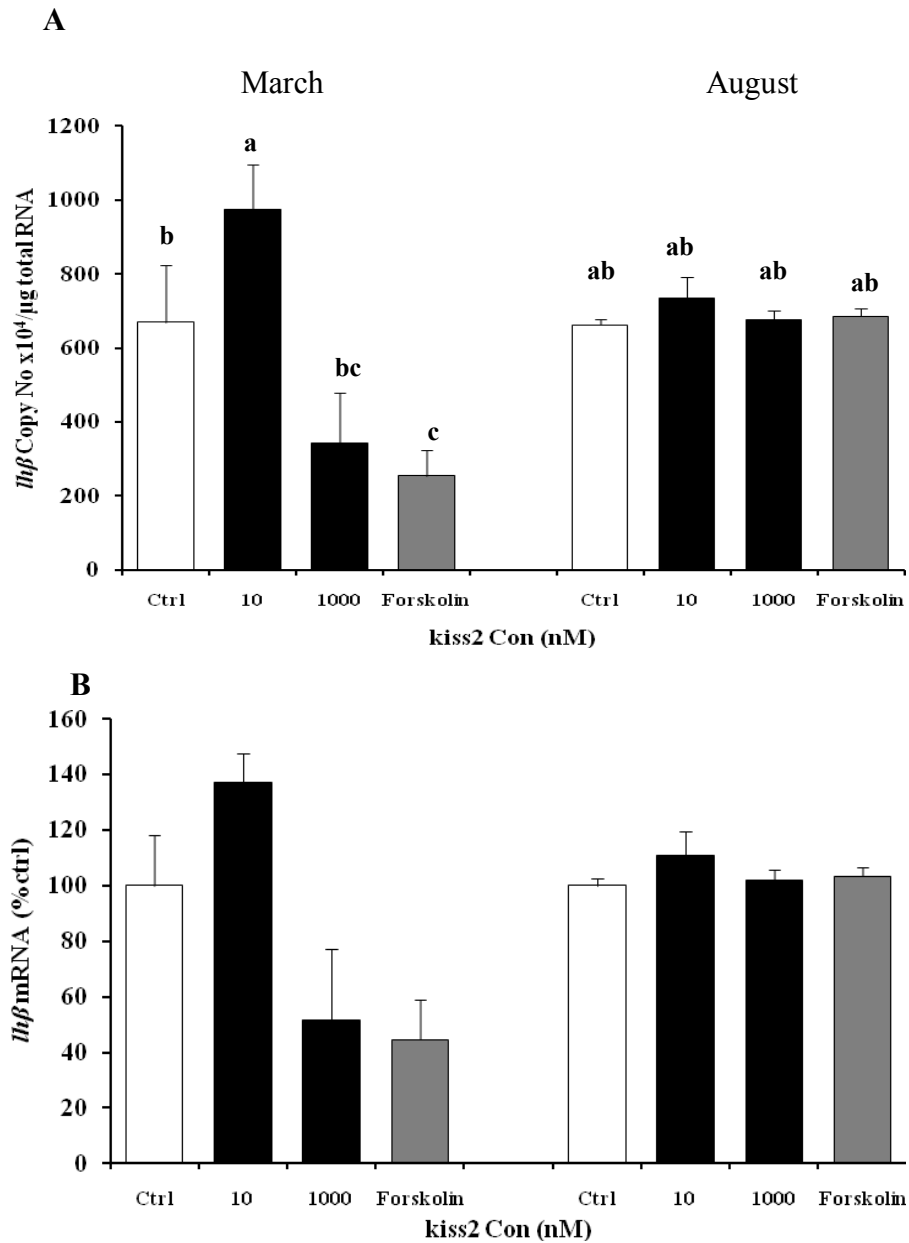 A
March August
1200
1000
800
600
400
200
0
lhβ Copy No x10⁴/μg total RNA
b a bc c ab ab ab ab
Ctrl 10 1000 Forskolin Ctrl 10 1000 Forskolin
kiss2 Con (nM)
B
160
140
120
100
80
60
40
20
0
lhβ mRNA (% ctrl)
Ctrl 10 1000 Forskolin Ctrl 10 1000 Forskolin
kiss2 Con (nM)